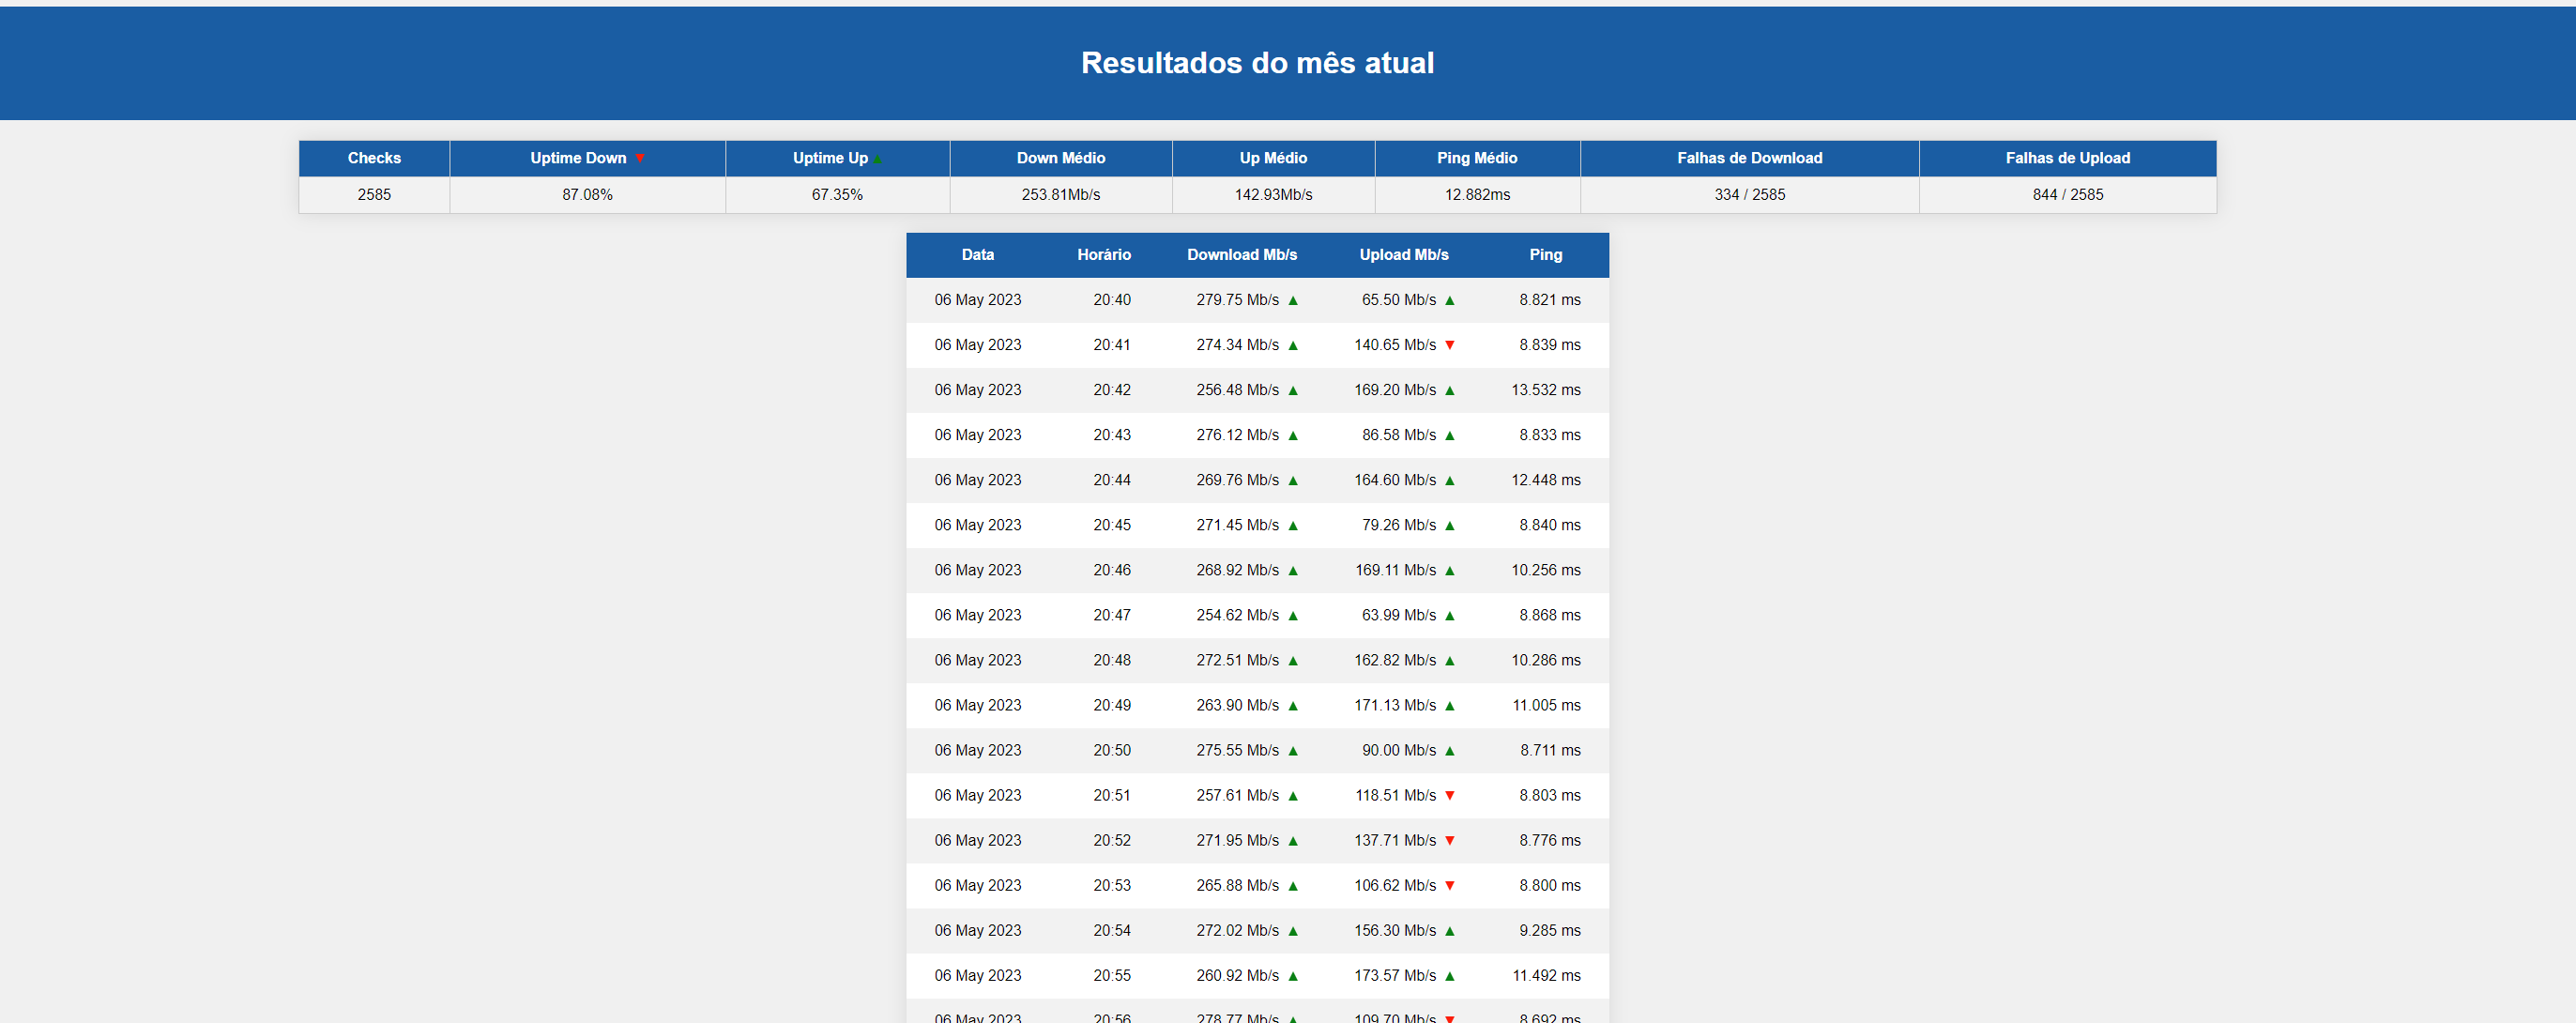 Resultados do mês atual
Checks Uptime Down ▼ Uptime Up ▲ Down Médio Up Médio Ping Médio Falhas de Download Falhas de Upload
2585 87.08% 67.35% 253.81Mb/s 142.93Mb/s 12.882ms 334 / 2585 844 / 2585
Data Horário Download Mb/s Upload Mb/s Ping
06 May 2023 20:40 279.75 Mb/s ▲ 65.50 Mb/s ▲ 8.821 ms
06 May 2023 20:41 274.34 Mb/s ▲ 140.65 Mb/s ▼ 8.839 ms
06 May 2023 20:42 256.48 Mb/s ▲ 169.20 Mb/s ▲ 13.532 ms
06 May 2023 20:43 276.12 Mb/s ▲ 86.58 Mb/s ▲ 8.833 ms
06 May 2023 20:44 269.76 Mb/s ▲ 164.60 Mb/s ▲ 12.448 ms
06 May 2023 20:45 271.45 Mb/s ▲ 79.26 Mb/s ▲ 8.840 ms
06 May 2023 20:46 268.92 Mb/s ▲ 169.11 Mb/s ▲ 10.256 ms
06 May 2023 20:47 254.62 Mb/s ▲ 63.99 Mb/s ▲ 8.868 ms
06 May 2023 20:48 272.51 Mb/s ▲ 162.82 Mb/s ▲ 10.286 ms
06 May 2023 20:49 263.90 Mb/s ▲ 171.13 Mb/s ▲ 11.005 ms
06 May 2023 20:50 275.55 Mb/s ▲ 90.00 Mb/s ▲ 8.711 ms
06 May 2023 20:51 257.61 Mb/s ▲ 118.51 Mb/s ▼ 8.803 ms
06 May 2023 20:52 271.95 Mb/s ▲ 137.71 Mb/s ▼ 8.776 ms
06 May 2023 20:53 265.88 Mb/s ▲ 106.62 Mb/s ▼ 8.800 ms
06 May 2023 20:54 272.02 Mb/s ▲ 156.30 Mb/s ▲ 9.285 ms
06 May 2023 20:55 260.92 Mb/s ▲ 173.57 Mb/s ▲ 11.492 ms
06 May 2023 20:56 278.77 Mb/s ▲ 109.70 Mb/s ▼ 8.692 ms